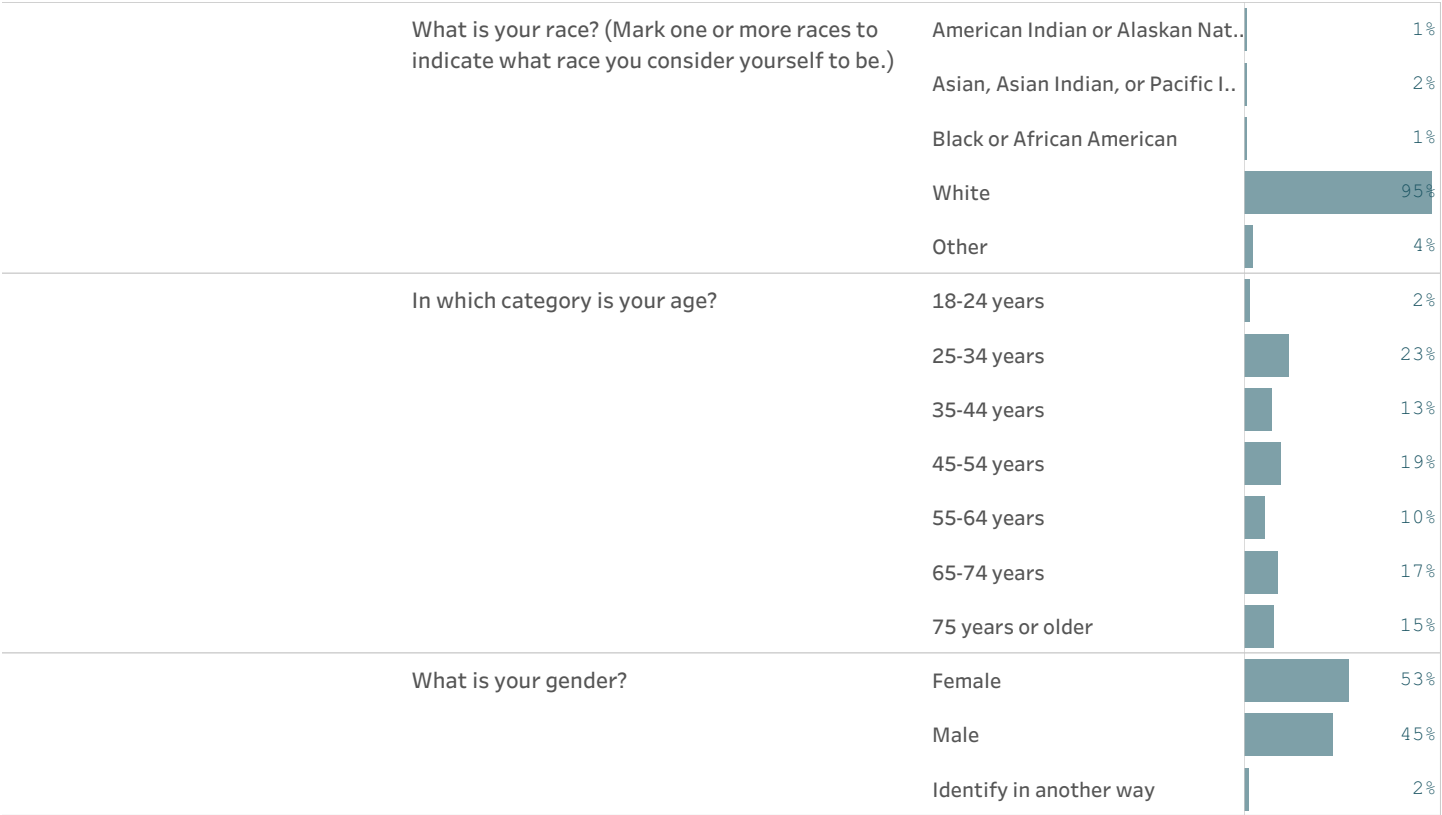 What is your race? (Mark one or more races to
indicate what race you consider yourself to be.)
American Indian or Alaskan Nat.. 1%
Asian, Asian Indian, or Pacific I.. 2%
Black or African American 1%
White 95%
Other 4%
In which category is your age?
18-24 years 2%
25-34 years 23%
35-44 years 13%
45-54 years 19%
55-64 years 10%
65-74 years 17%
75 years or older 15%
What is your gender?
Female 53%
Male 45%
Identify in another way 2%